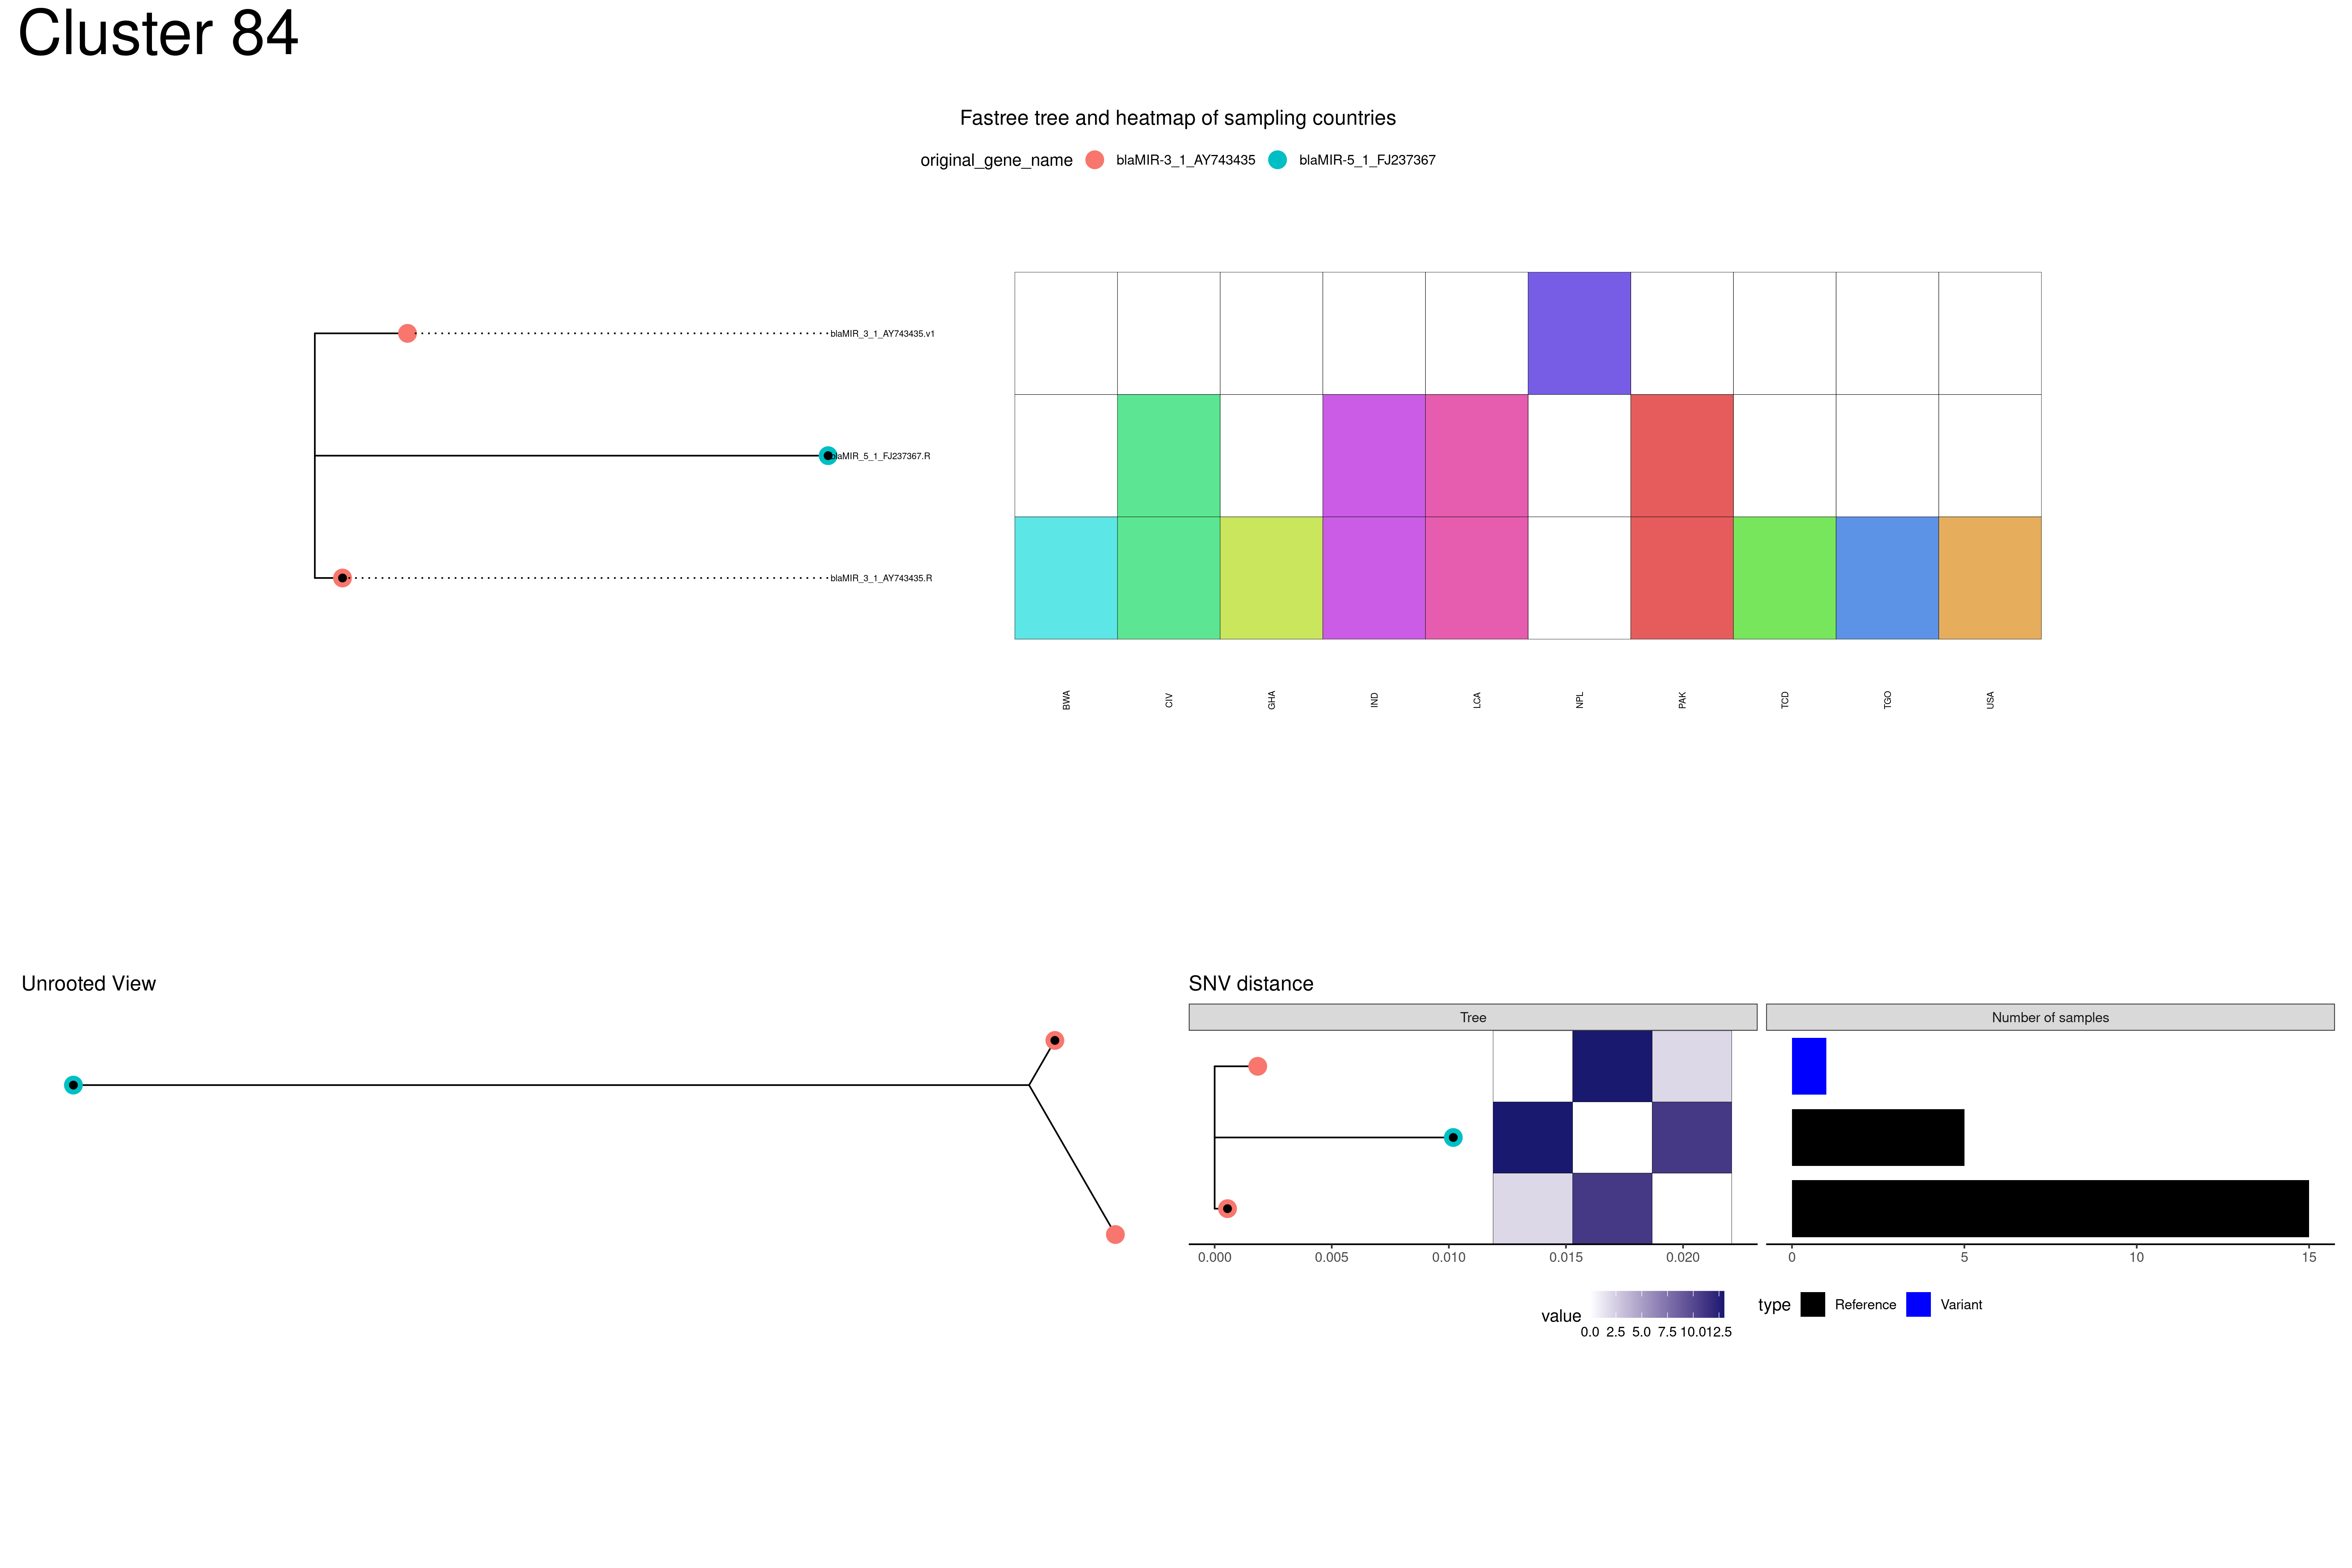 Cluster 84
Fastree tree and heatmap of sampling countries
original_gene_name blaMIR-3_1_AY743435 blaMIR-5_1_FJ237367
blaMIR_3_1_AY743435.v1
blaMIR_5_1_FJ237367.R
blaMIR_3_1_AY743435.R
BWA CIV GHA IND LCA NPL PAK TCD TGO USA
Unrooted View
SNV distance
Tree Number of samples
0.000 0.005 0.010 0.015 0.020 0 5 10 15
value 0.0 2.5 5.0 7.5 10.0 12.5
type Reference Variant